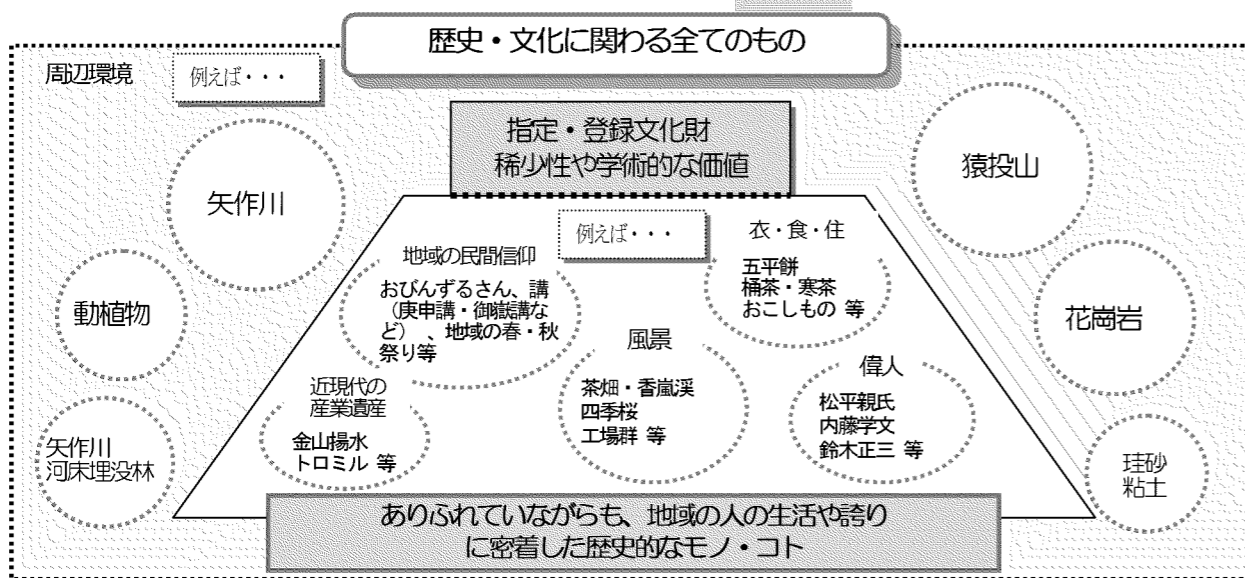 歴史・文化に関わる全てのもの
周辺環境
例えば・・・
指定・登録文化財
稀少性や学術的な価値
矢作川
動植物
矢作川
河床埋没林
猿投山
花崗岩
珪砂
粘土
例えば・・・
地域の民間信仰
おびんずるさん、講
(庚申講・御嶽講な
ど)、地域の春・秋
祭り等
衣・食・住
五平餅
桶茶・寒茶
おこしもの 等
風景
茶畑・香嵐渓
四季桜
工場群 等
近現代の
産業遺産
金山揚水
トロミル 等
偉人
松平親氏
内藤学文
鈴木正三 等
ありふれていながらも、地域の人の生活や誇り
に密着した歴史的なモノ・コト